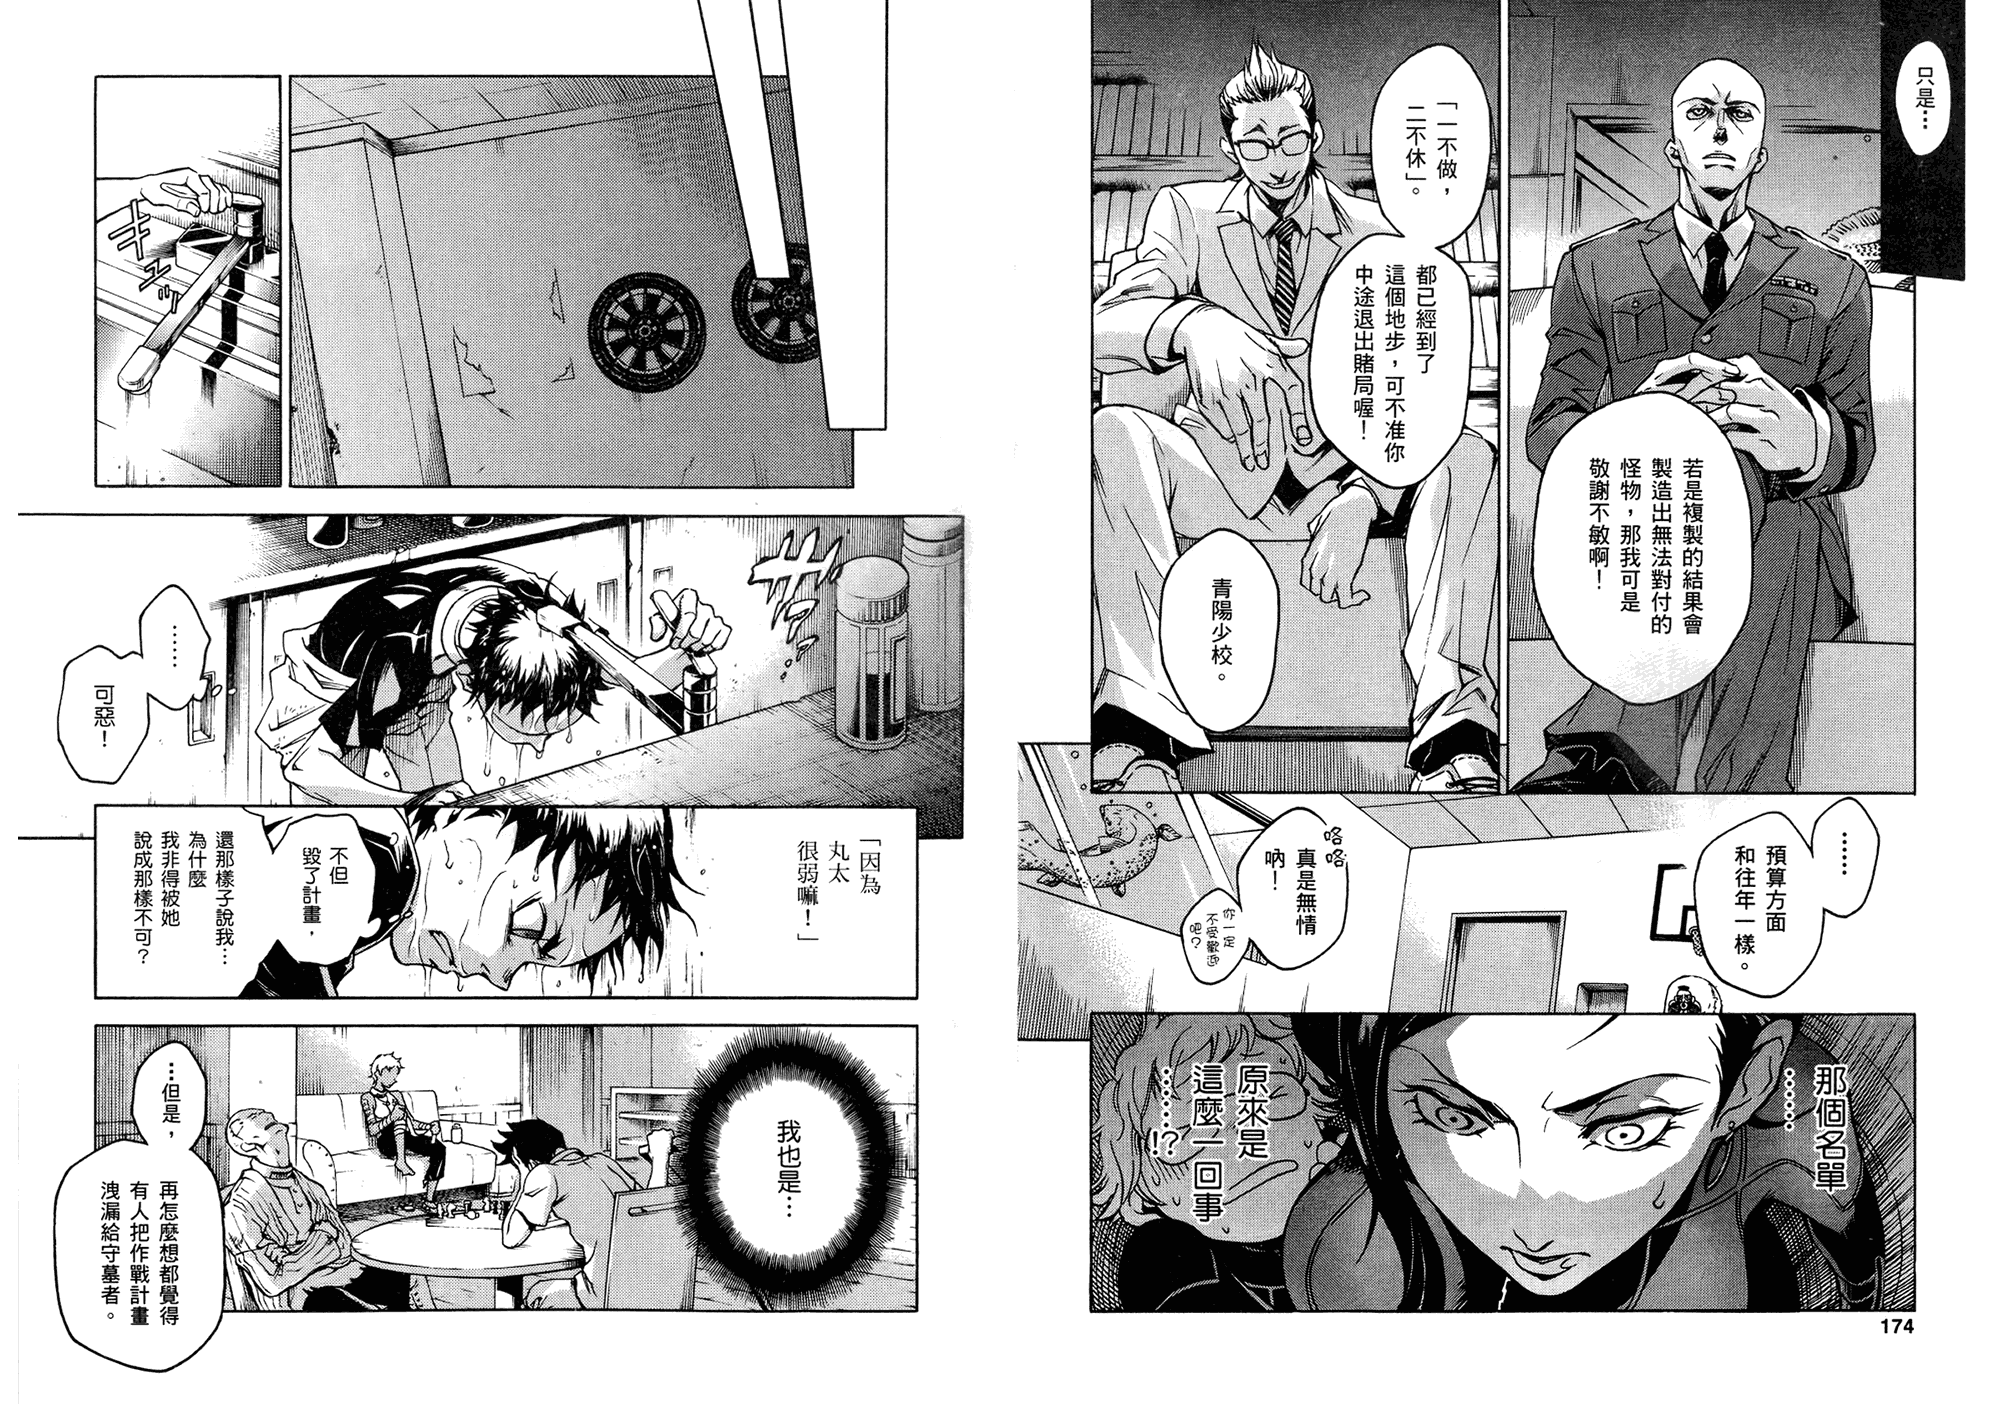 只是…
若是複製的結果會
製造出無法對付的
怪物，那我可是
敬謝不敏啊！
「一不做，
二不休」。
都已經到了
這個地步，可不准你
中途退出賭局喔！
青陽少校。
……
預算方面
和往年一樣。
咯咯
真是無情
吶！
你一定
不受歡迎
吧？
那個名單
……
原來是
這麼一回事
……!?
174
キュッ
ザァァ
……
可惡！
「因為
丸太
很弱嘛！」
不但
毀了計畫，
還那樣子說我…
為什麼
我非得被她
說成那樣不可？
我也是…
…但是，
再怎麼想都覺得
有人把作戰計畫
洩漏給守墓者。